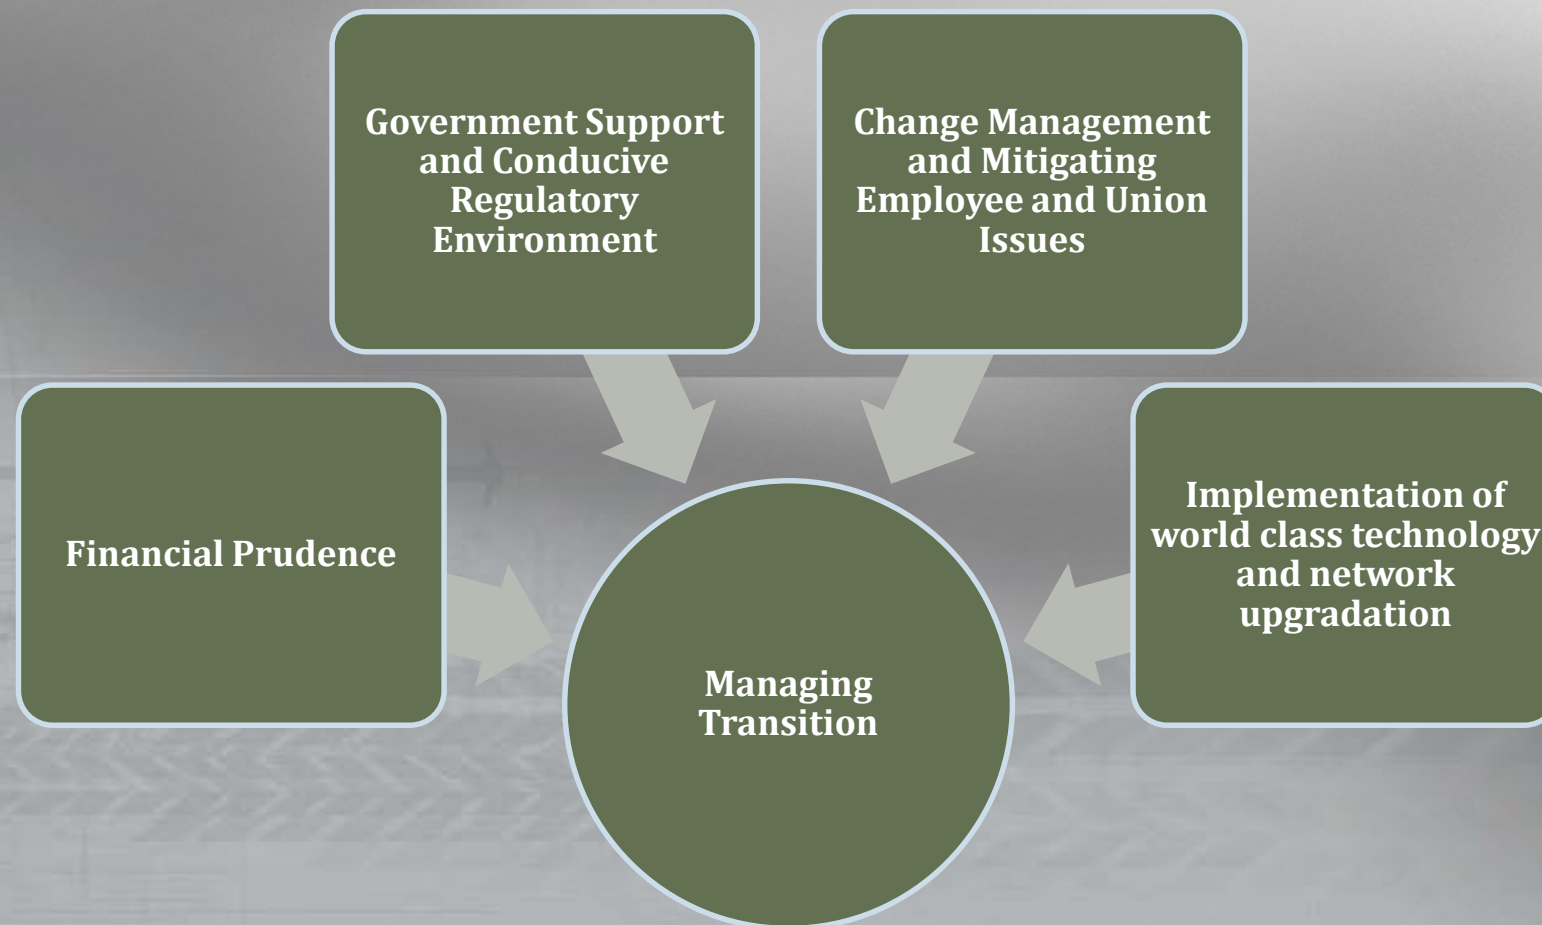 Government Support
and Conducive
Regulatory
Environment
Change Management
and Mitigating
Employee and Union
Issues
Financial Prudence
Implementation of
world class technology
and network
upgradation
Managing
Transition